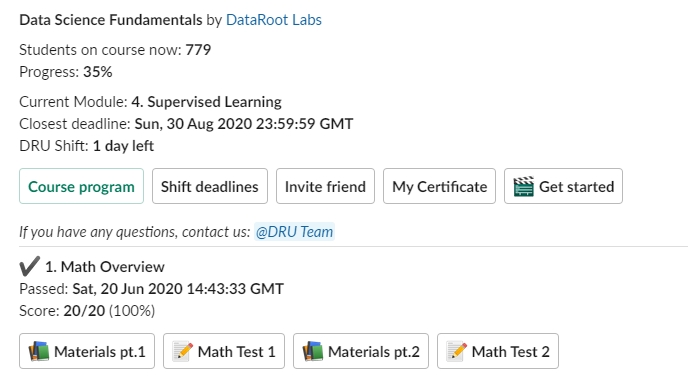 Data Science Fundamentals by DataRoot Labs
Students on course now: 779
Progress: 35%
Current Module: 4. Supervised Learning
Closest deadline: Sun, 30 Aug 2020 23:59:59 GMT
DRU Shift: 1 day left
Course program Shift deadlines Invite friend My Certificate Get started
If you have any questions, contact us: @DRU Team
1. Math Overview
Passed: Sat, 20 Jun 2020 14:43:33 GMT
Score: 20/20 (100%)
Materials pt.1 Math Test 1 Materials pt.2 Math Test 2